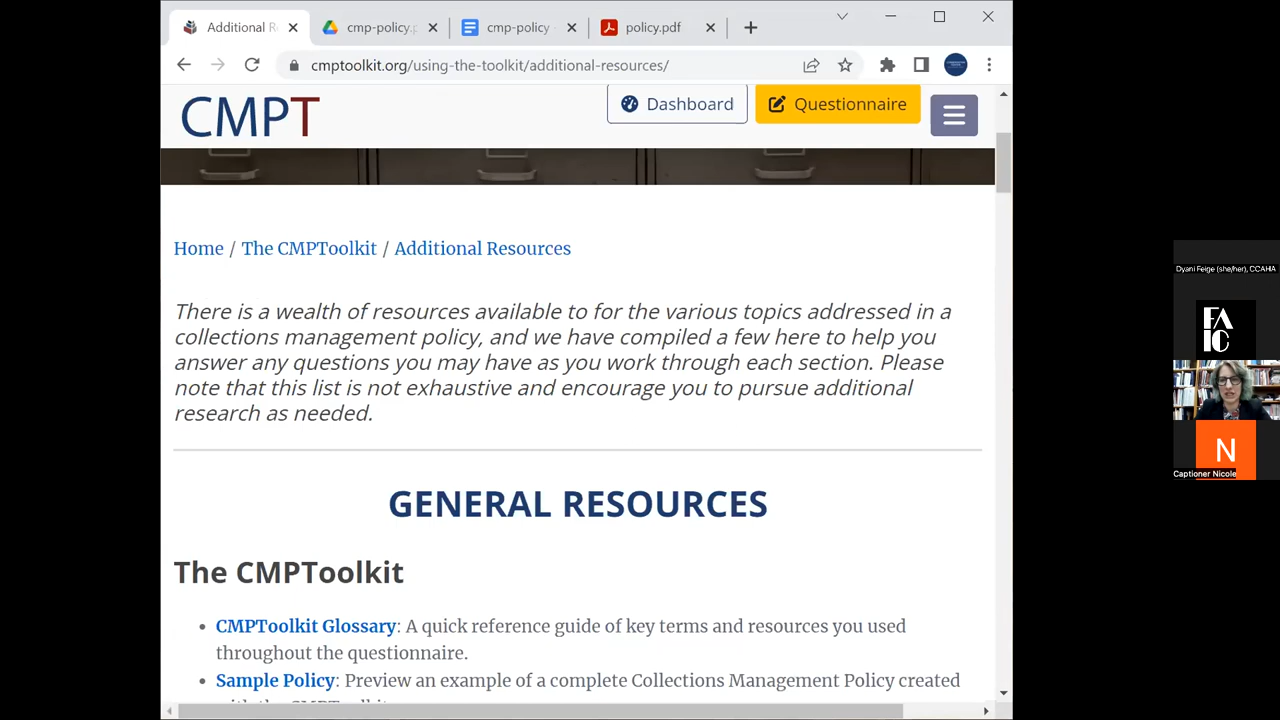 Additional R
cmp-policy.p
cmp-policy
policy.pdf
cmptoolkit.org/using-the-toolkit/additional-resources/
CMPT
Dashboard
Questionnaire
Home / The CMPToolkit / Additional Resources
There is a wealth of resources available to for the various topics addressed in a
collections management policy, and we have compiled a few here to help you
answer any questions you may have as you work through each section. Please
note that this list is not exhaustive and encourage you to pursue additional
research as needed.
GENERAL RESOURCES
The CMPToolkit
• CMPToolkit Glossary: A quick reference guide of key terms and resources you used
throughout the questionnaire.
• Sample Policy: Preview an example of a complete Collections Management Policy created
Dyani Feige (she/her), CCAHA
FAIC
N
Captioner Nicole